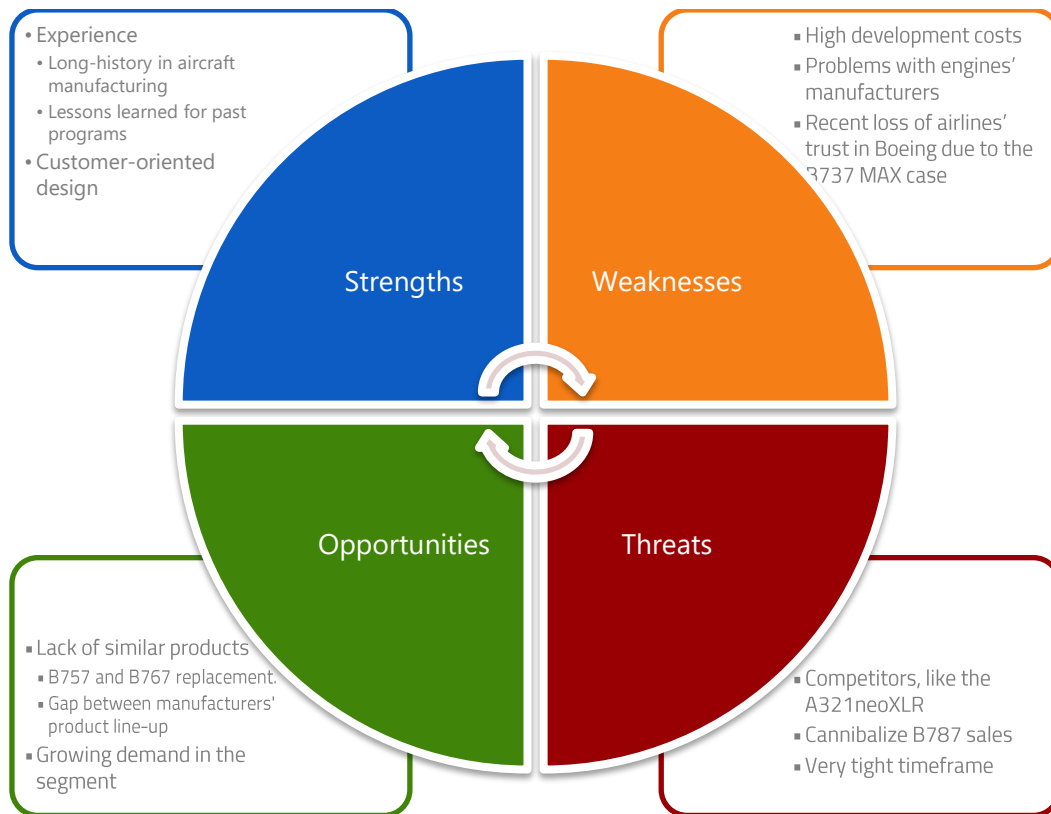 • Experience
• Long-history in aircraft
manufacturing
• Lessons learned for past
programs
• Customer-oriented
design
▪ High development costs
▪ Problems with engines’
manufacturers
▪ Recent loss of airlines’
trust in Boeing due to the
B737 MAX case
Strengths
Weaknesses
Opportunities
Threats
▪ Lack of similar products
▪ B757 and B767 replacement.
▪ Gap between manufacturers'
product line-up
▪ Growing demand in the
segment
▪ Competitors, like the
A321neoXLR
▪ Cannibalize B787 sales
▪ Very tight timeframe